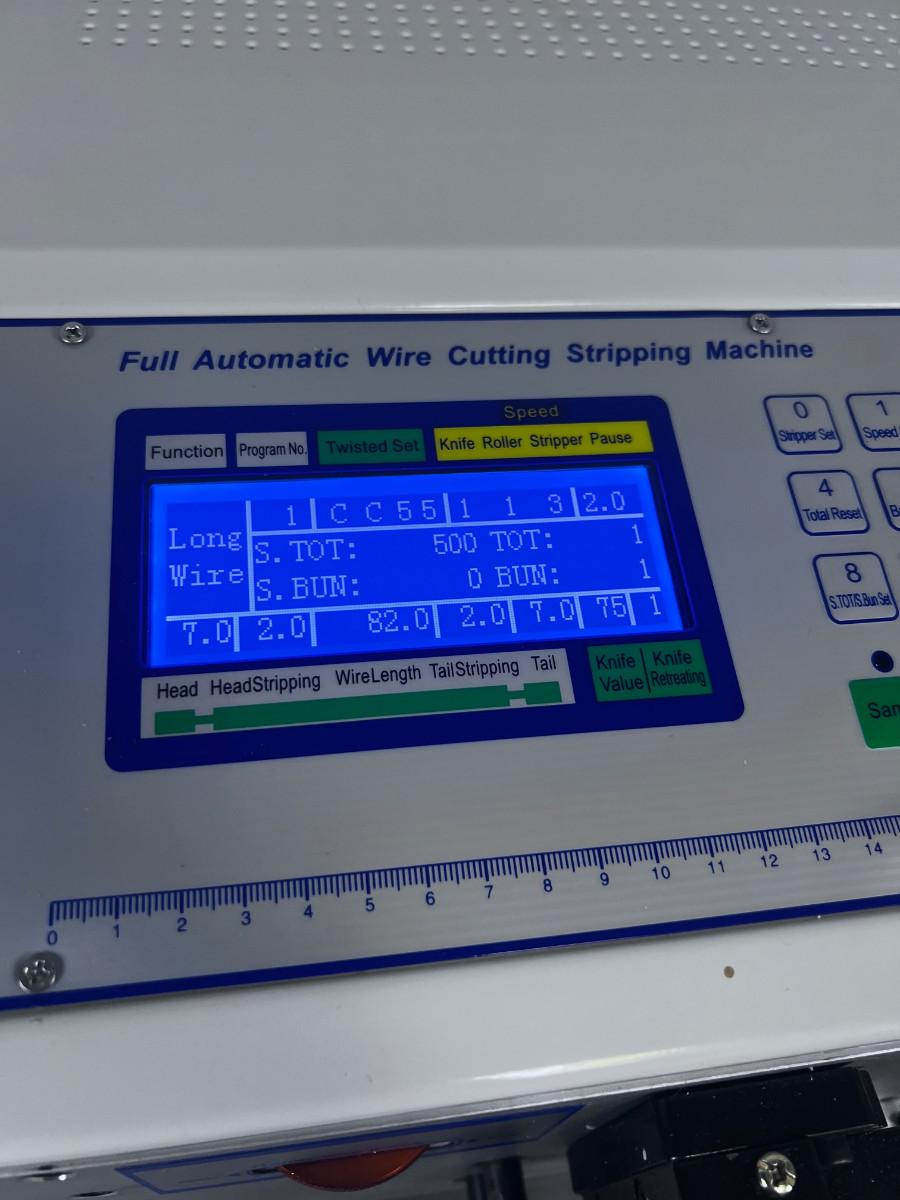 Full Automatic Wire Cutting Stripping Machine
Speed
Function Program No. Twisted Set Knife Roller Stripper Pause
0
Stripper Set
1
Speed
Long Wire
1 C C 5 5 1 1 3 2.0
S.TOT: 500 TOT: 1
S.BUN: 0 BUN: 1
7.0 2.0 82.0 2.0 7.0 75 1
4
Total Reset
8
S.TOT/S.Bun Set
Head HeadStripping WireLength TailStripping Tail
Knife Value
Knife Retreating
0 1 2 3 4 5 6 7 8 9 10 11 12 13 14